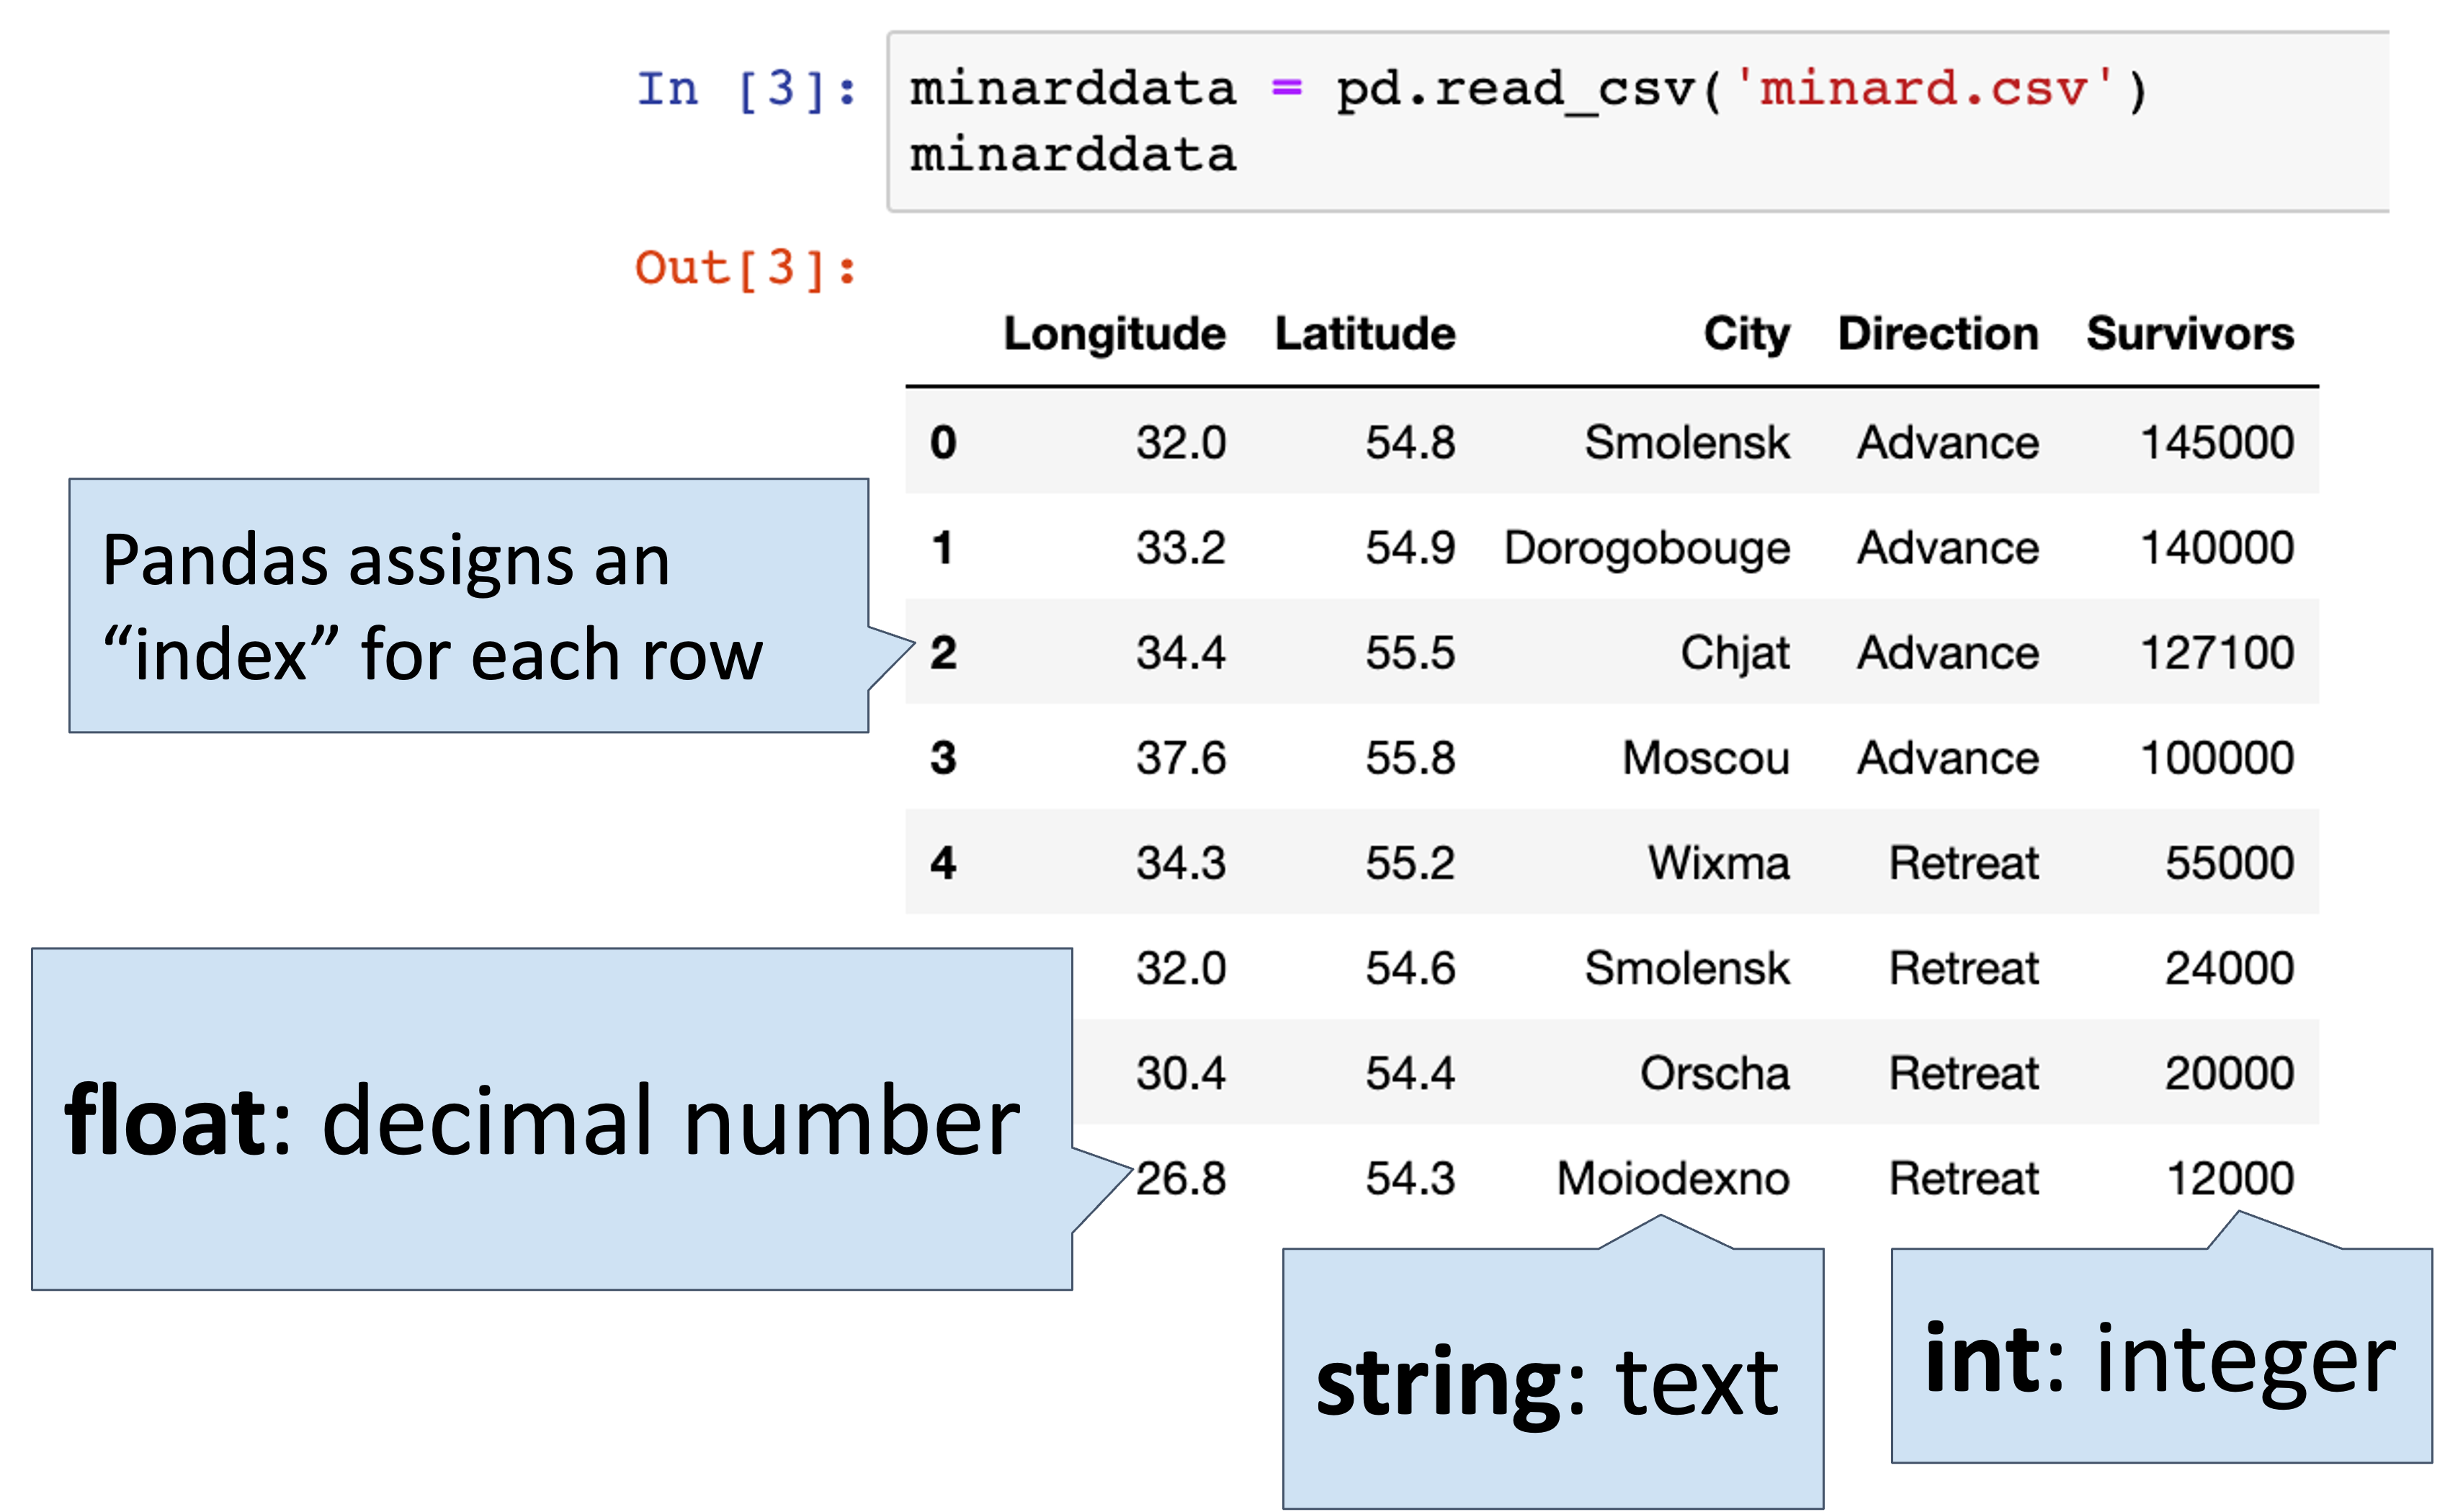 In [3]: minarddata = pd.read_csv('minard.csv')
minarddata
Out[3]:
Longitude Latitude City Direction Survivors
0 32.0 54.8 Smolensk Advance 145000
1 33.2 54.9 Dorogobouge Advance 140000
2 34.4 55.5 Chjat Advance 127100
3 37.6 55.8 Moscou Advance 100000
4 34.3 55.2 Wixma Retreat 55000
32.0 54.6 Smolensk Retreat 24000
30.4 54.4 Orscha Retreat 20000
26.8 54.3 Moiodexno Retreat 12000
Pandas assigns an
“index” for each row
float: decimal number
string: text
int: integer